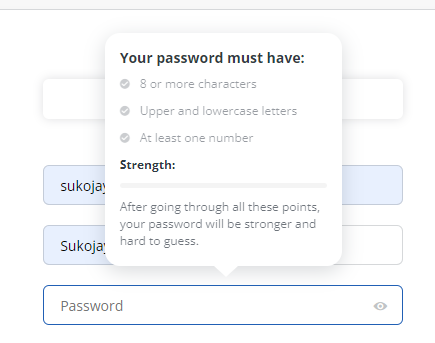 Your password must have:
8 or more characters
Upper and lowercase letters
At least one number
Strength:
After going through all these points,
your password will be stronger and
hard to guess.
sukojay
Sukojay
Password